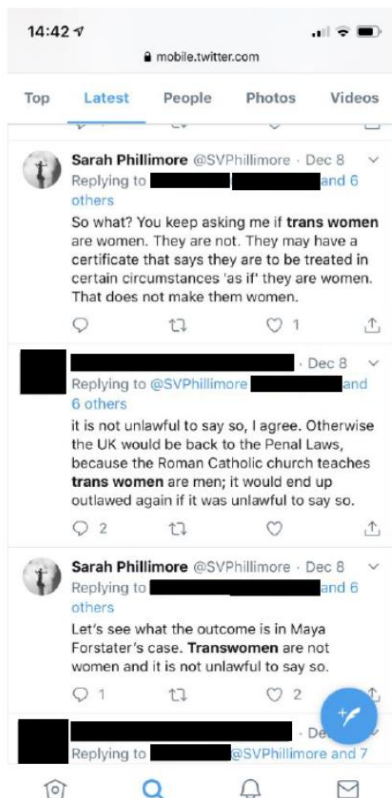 14:42
mobile.twitter.com
Top Latest People Photos Videos
Sarah Phillimore @SVPhillimore · Dec 8
Replying to and 6
others
So what? You keep asking me if trans women
are women. They are not. They may have a
certificate that says they are to be treated in
certain circumstances 'as if' they are women.
That does not make them women.
1
· Dec 8
Replying to @SVPhillimore and
6 others
it is not unlawful to say so, I agree. Otherwise
the UK would be back to the Penal Laws,
because the Roman Catholic church teaches
trans women are men; it would end up
outlawed again if it was unlawful to say so.
2
Sarah Phillimore @SVPhillimore · Dec 8
Replying to and 6
others
Let's see what the outcome is in Maya
Forstater's case. Transwomen are not
women and it is not unlawful to say so.
1 2
· De
Replying to @SVPhillimore and 7